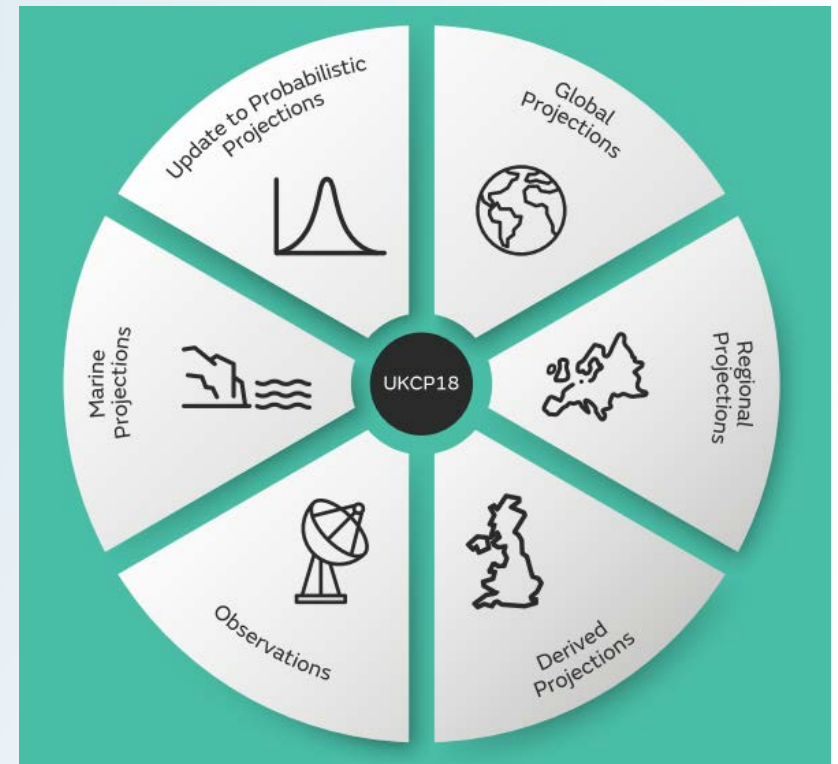 Update to Probabilistic
Projections
Global
Projections
Marine
Projections
UKCP18
Regional
Projections
Observations
Derived
Projections